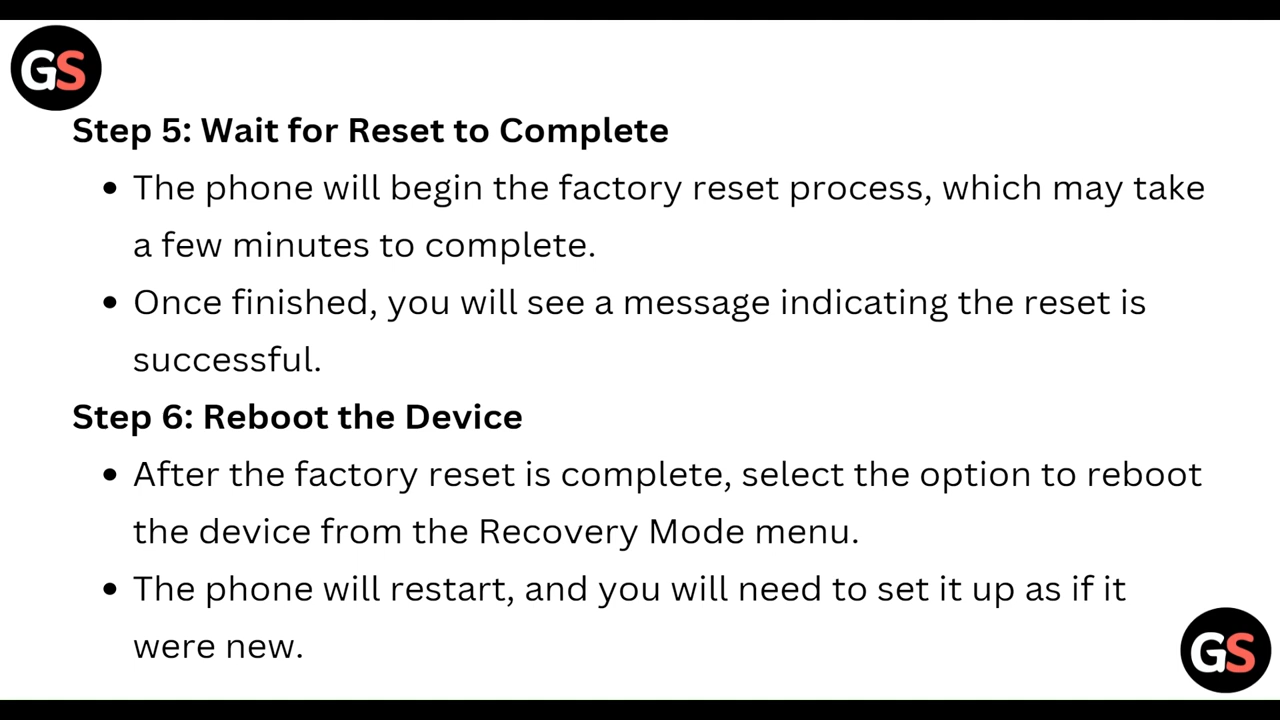 GS
Step 5: Wait for Reset to Complete
• The phone will begin the factory reset process, which may take
a few minutes to complete.
• Once finished, you will see a message indicating the reset is
successful.
Step 6: Reboot the Device
• After the factory reset is complete, select the option to reboot
the device from the Recovery Mode menu.
• The phone will restart, and you will need to set it up as if it
were new.
GS